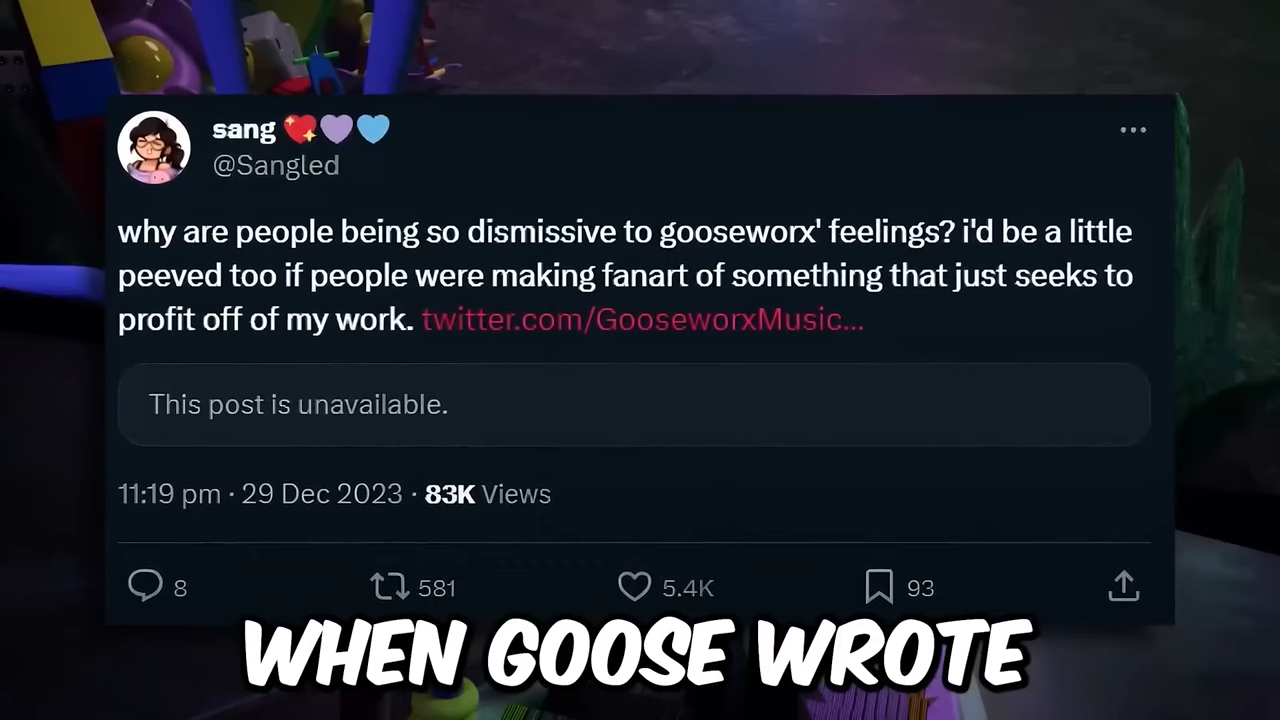 sang 💖💜💙
@Sangled
why are people being so dismissive to gooseworx' feelings? i'd be a little
peeved too if people were making fanart of something that just seeks to
profit off of my work. twitter.com/GooseworxMusic...
This post is unavailable.
11:19 pm · 29 Dec 2023 · 83K Views
8 581 5.4K 93
WHEN GOOSE WROTE